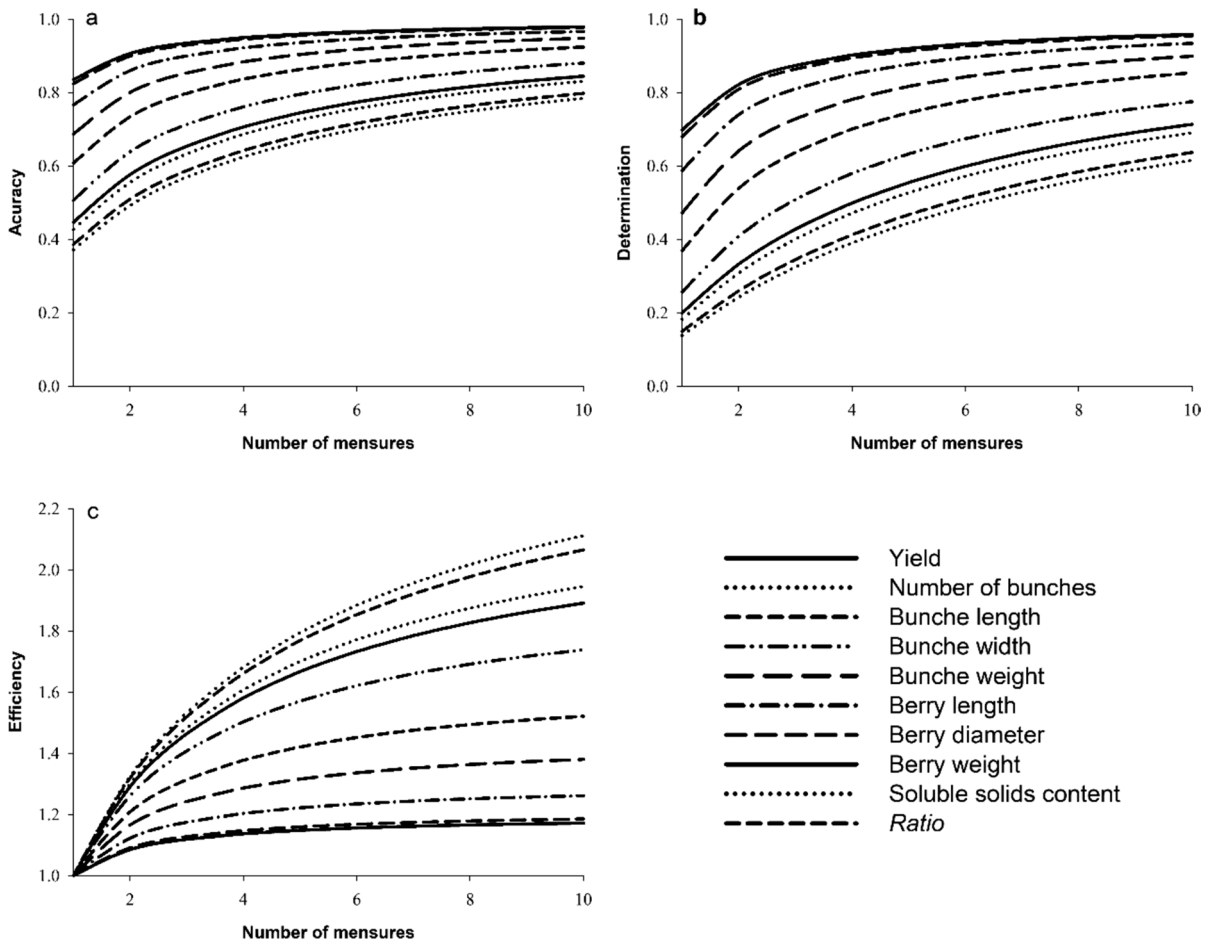 a
1.0
0.8
0.6
0.4
0.2
0.0
Acuracy
2 4 6 8 10
Number of mensures
b
1.0
0.8
0.6
0.4
0.2
0.0
Determination
2 4 6 8 10
Number of mensures
c
2.2
2.0
1.8
1.6
1.4
1.2
1.0
Efficiency
2 4 6 8 10
Number of mensures
Yield
Number of bunches
Bunche length
Bunche width
Bunche weight
Berry length
Berry diameter
Berry weight
Soluble solids content
Ratio